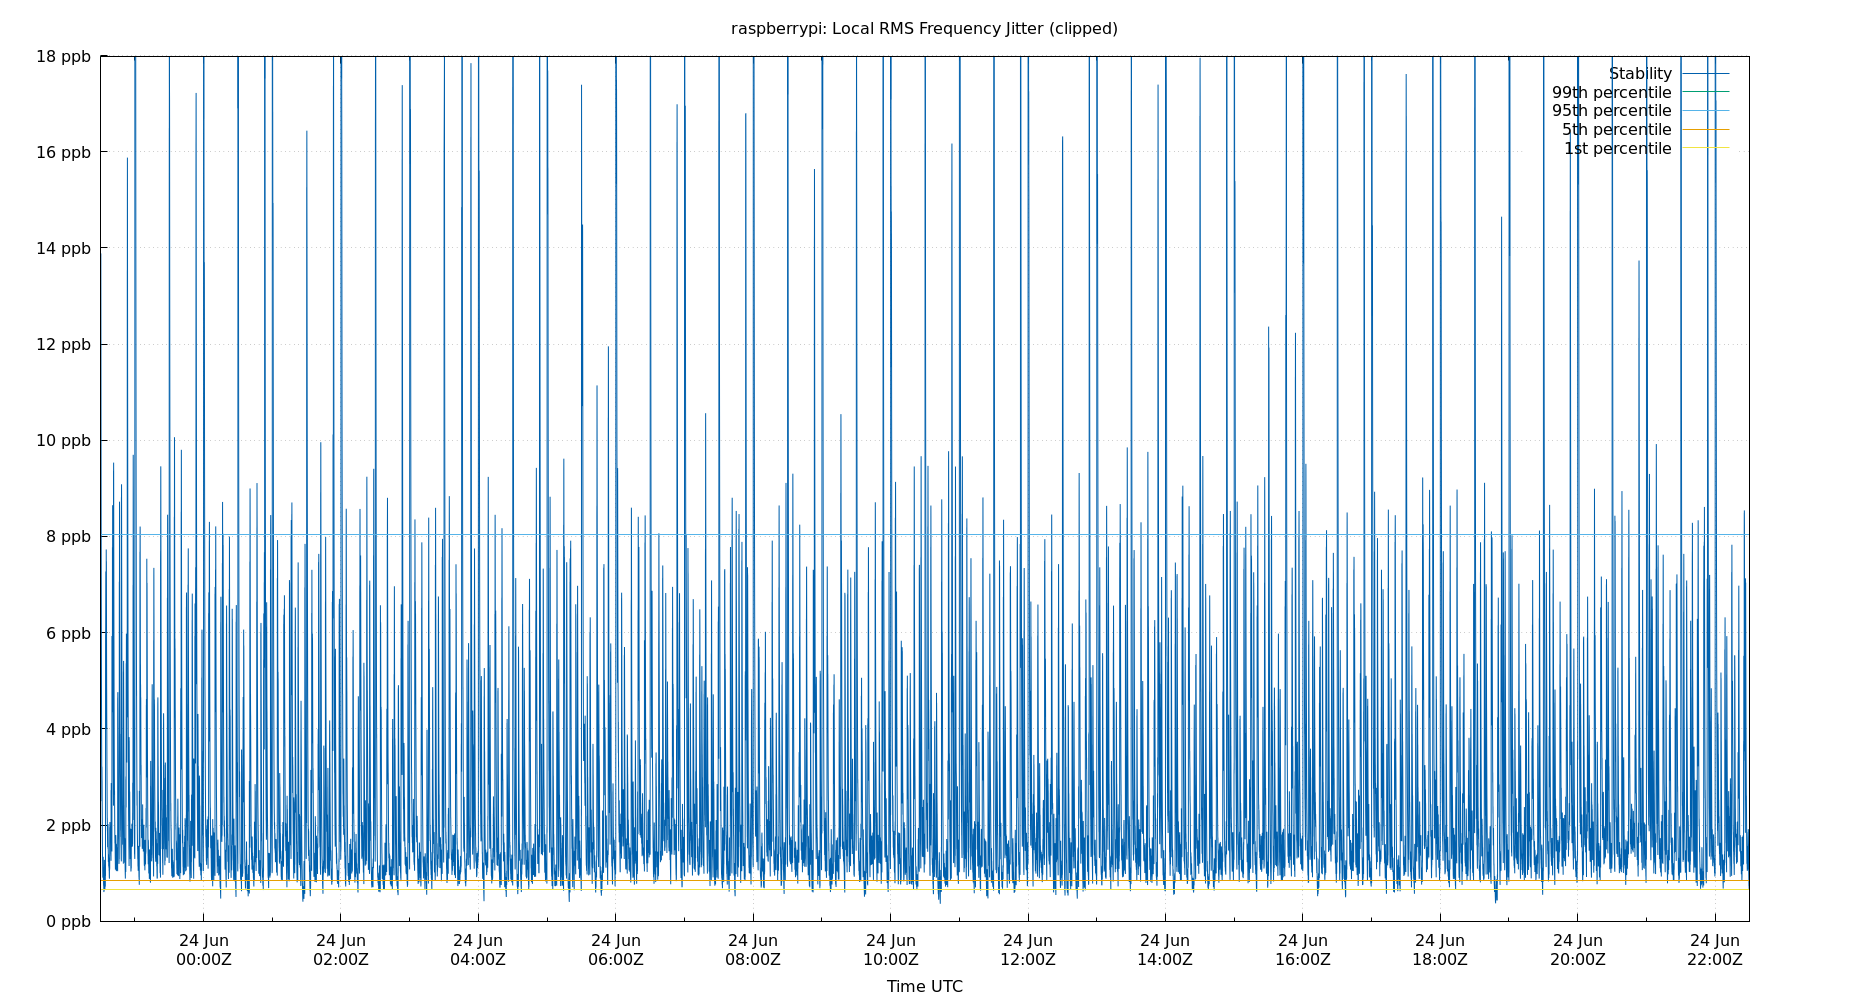 raspberrypi: Local RMS Frequency Jitter (clipped)
18 ppb
16 ppb
14 ppb
12 ppb
10 ppb
8 ppb
6 ppb
4 ppb
2 ppb
0 ppb
Stability
99th percentile
95th percentile
5th percentile
1st percentile
24 Jun 24 Jun 24 Jun 24 Jun 24 Jun 24 Jun 24 Jun 24 Jun 24 Jun 24 Jun 24 Jun 24 Jun
00:00Z 02:00Z 04:00Z 06:00Z 08:00Z 10:00Z 12:00Z 14:00Z 16:00Z 18:00Z 20:00Z 22:00Z
Time UTC